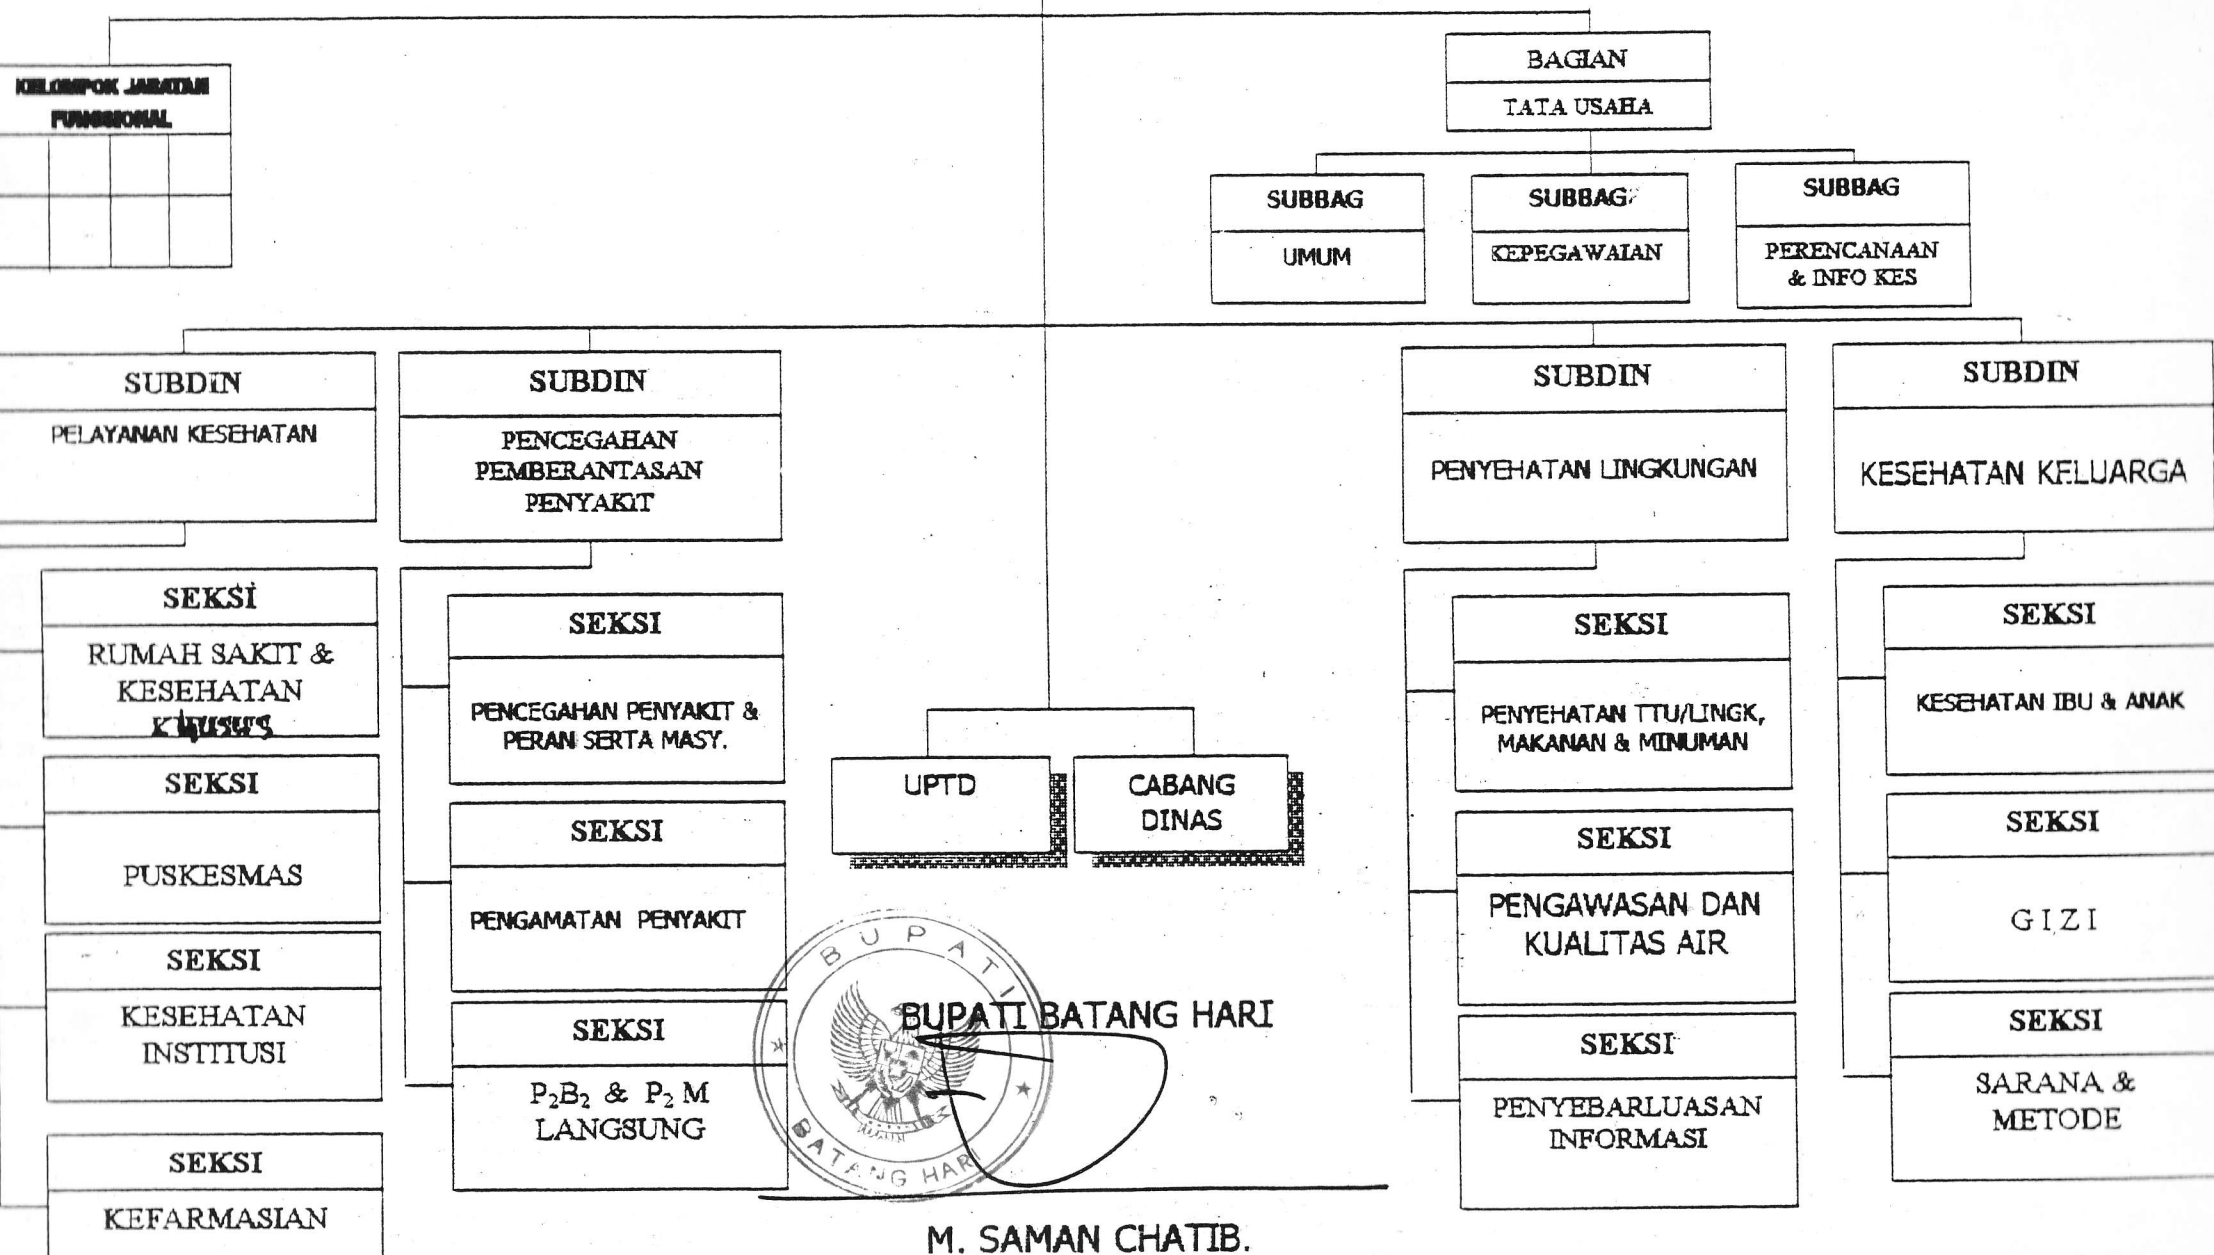 KELOMPOK JABATAN
FUNGSIONAL
BAGIAN
TATA USAHA
SUBBAG
UMUM
SUBBAG
KEPEGAWAIAN
SUBBAG
PERENCANAAN
& INFO KES
SUBDIN
PELAYANAN KESEHATAN
SUBDIN
PENCEGAHAN
PEMBERANTASAN
PENYAKIT
SUBDIN
PENYEHATAN LINGKUNGAN
SUBDIN
KESEHATAN KELUARGA
SEKSI
RUMAH SAKIT &
KESEHATAN
KHUSUS
SEKSI
PUSKESMAS
SEKSI
KESEHATAN
INSTITUSI
SEKSI
KEFARMASIAN
SEKSI
PENCEGAHAN PENYAKIT &
PERAN SERTA MASY.
SEKSI
PENGAMATAN PENYAKIT
SEKSI
P₂B₂ & P₂ M
LANGSUNG
UPTD
CABANG
DINAS
SEKSI
PENYEHATAN TTU/LINGK,
MAKANAN & MINUMAN
SEKSI
PENGAWASAN DAN
KUALITAS AIR
SEKSI
PENYEBARLUASAN
INFORMASI
SEKSI
KESEHATAN IBU & ANAK
SEKSI
GIZI
SEKSI
SARANA &
METODE
BUPATI
BATANG HARI
BUPATI BATANG HARI
M. SAMAN CHATIB.